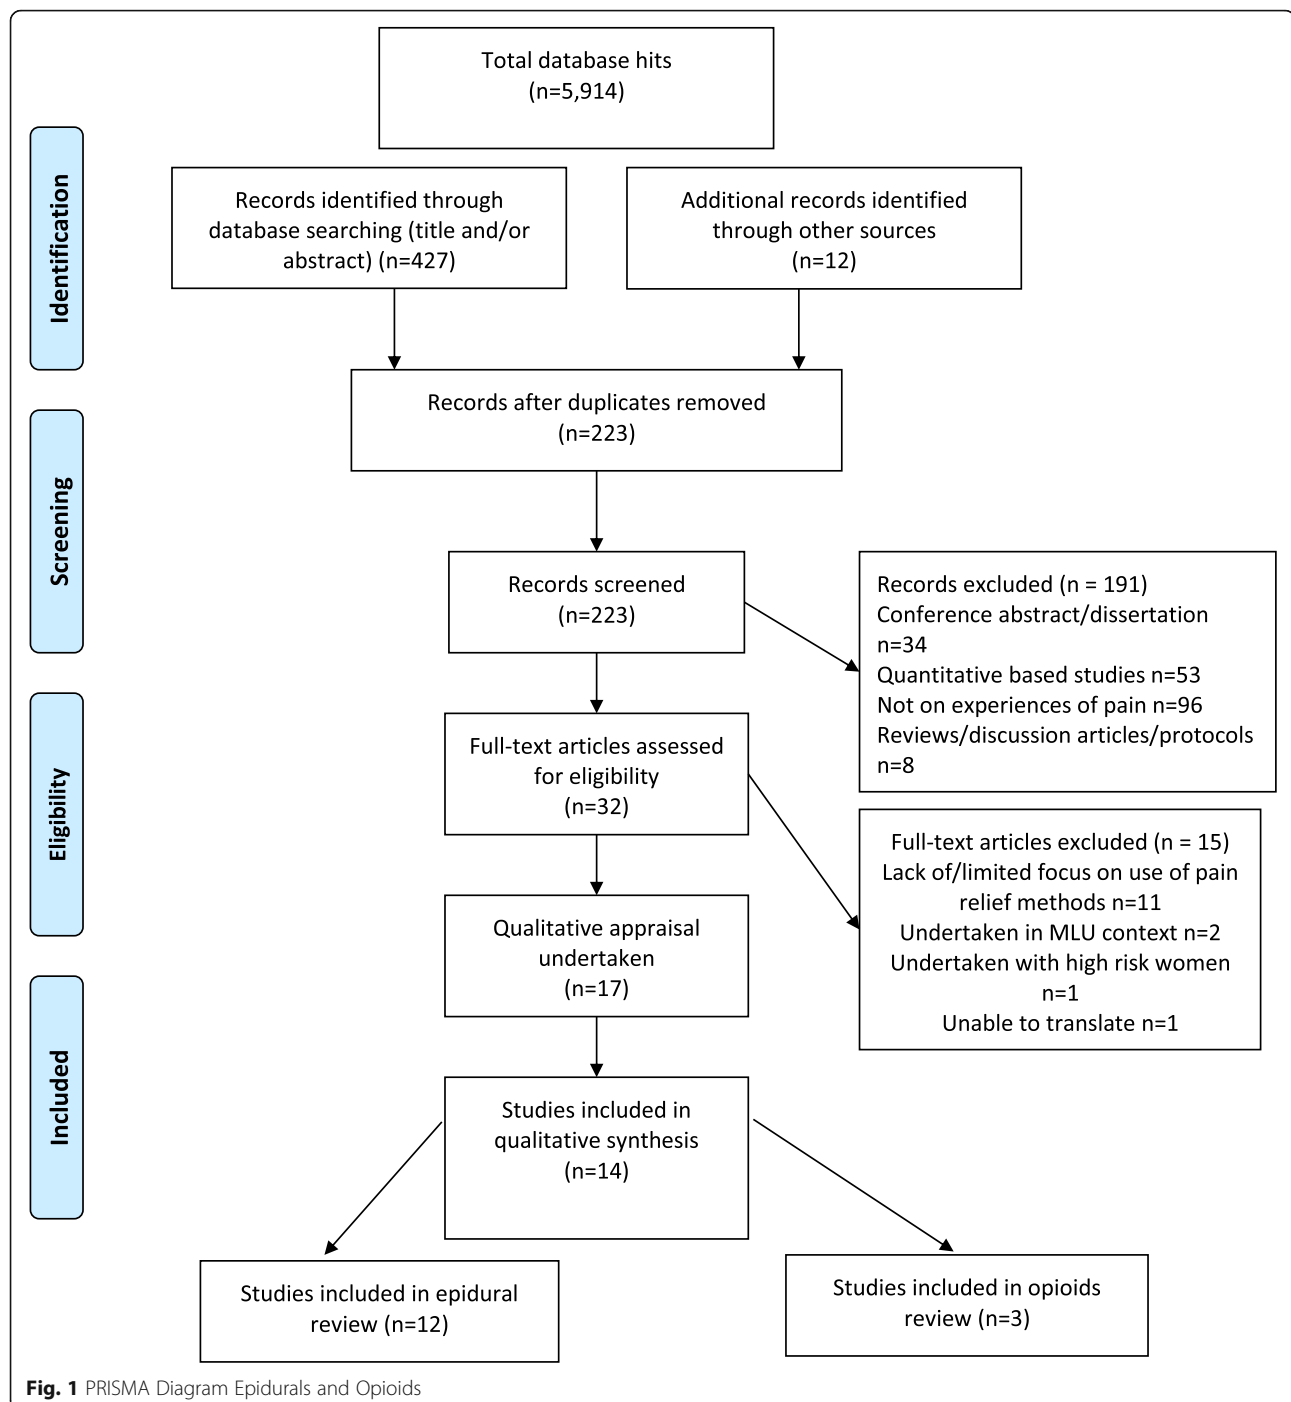 Total database hits
(n=5,914)
Identification
Records identified through
database searching (title and/or
abstract) (n=427)
Additional records identified
through other sources
(n=12)
Records after duplicates removed
(n=223)
Screening
Records screened
(n=223)
Records excluded (n = 191)
Conference abstract/dissertation
n=34
Quantitative based studies n=53
Not on experiences of pain n=96
Reviews/discussion articles/protocols
n=8
Eligibility
Full-text articles assessed
for eligibility
(n=32)
Full-text articles excluded (n = 15)
Lack of/limited focus on use of pain
relief methods n=11
Undertaken in MLU context n=2
Undertaken with high risk women
n=1
Unable to translate n=1
Qualitative appraisal
undertaken
(n=17)
Included
Studies included in
qualitative synthesis
(n=14)
Studies included in epidural
review (n=12)
Studies included in opioids
review (n=3)
Fig. 1 PRISMA Diagram Epidurals and Opioids